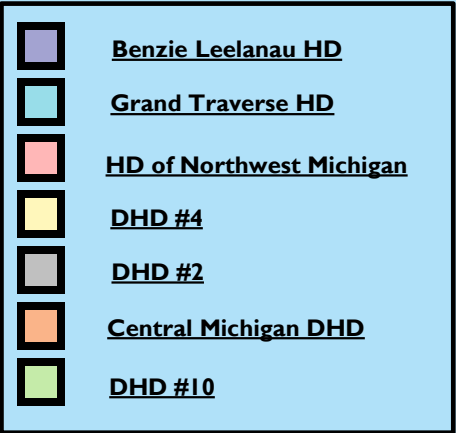 Benzie Leelanau HD
Grand Traverse HD
HD of Northwest Michigan
DHD #4
DHD #2
Central Michigan DHD
DHD #10